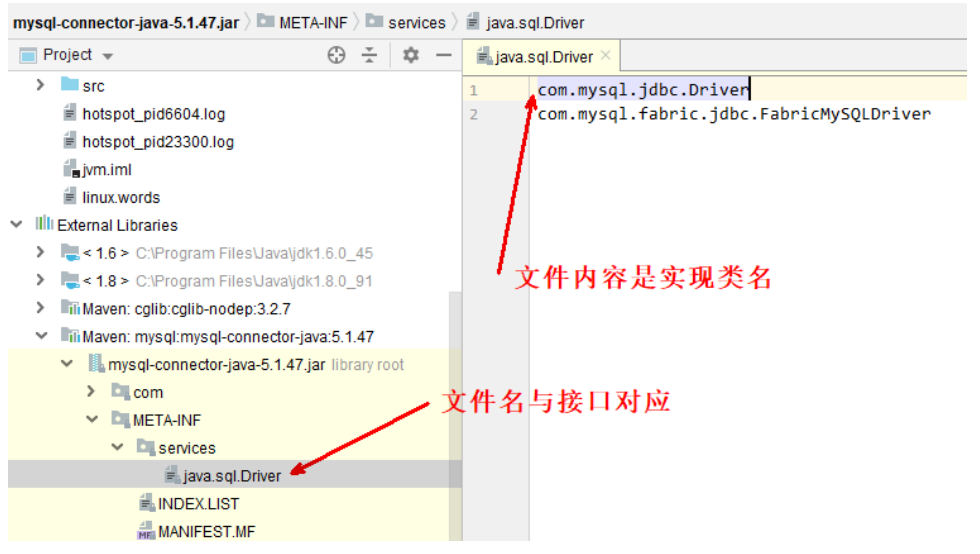 mysql-connector-java-5.1.47.jar META-INF services java.sql.Driver
Project
java.sql.Driver
src
hotspot_pid6604.log
hotspot_pid23300.log
jvm.iml
linux.words
External Libraries
< 1.6 > C:\Program Files\Java\jdk1.6.0_45
< 1.8 > C:\Program Files\Java\jdk1.8.0_91
Maven: cglib:cglib-nodep:3.2.7
Maven: mysql:mysql-connector-java:5.1.47
mysql-connector-java-5.1.47.jar library root
com
META-INF
services
java.sql.Driver
INDEX.LIST
MF MANIFEST.MF
1 com.mysql.jdbc.Driver
2 com.mysql.fabric.jdbc.FabricMySQLDriver
文件内容是实现类名
文件名与接口对应